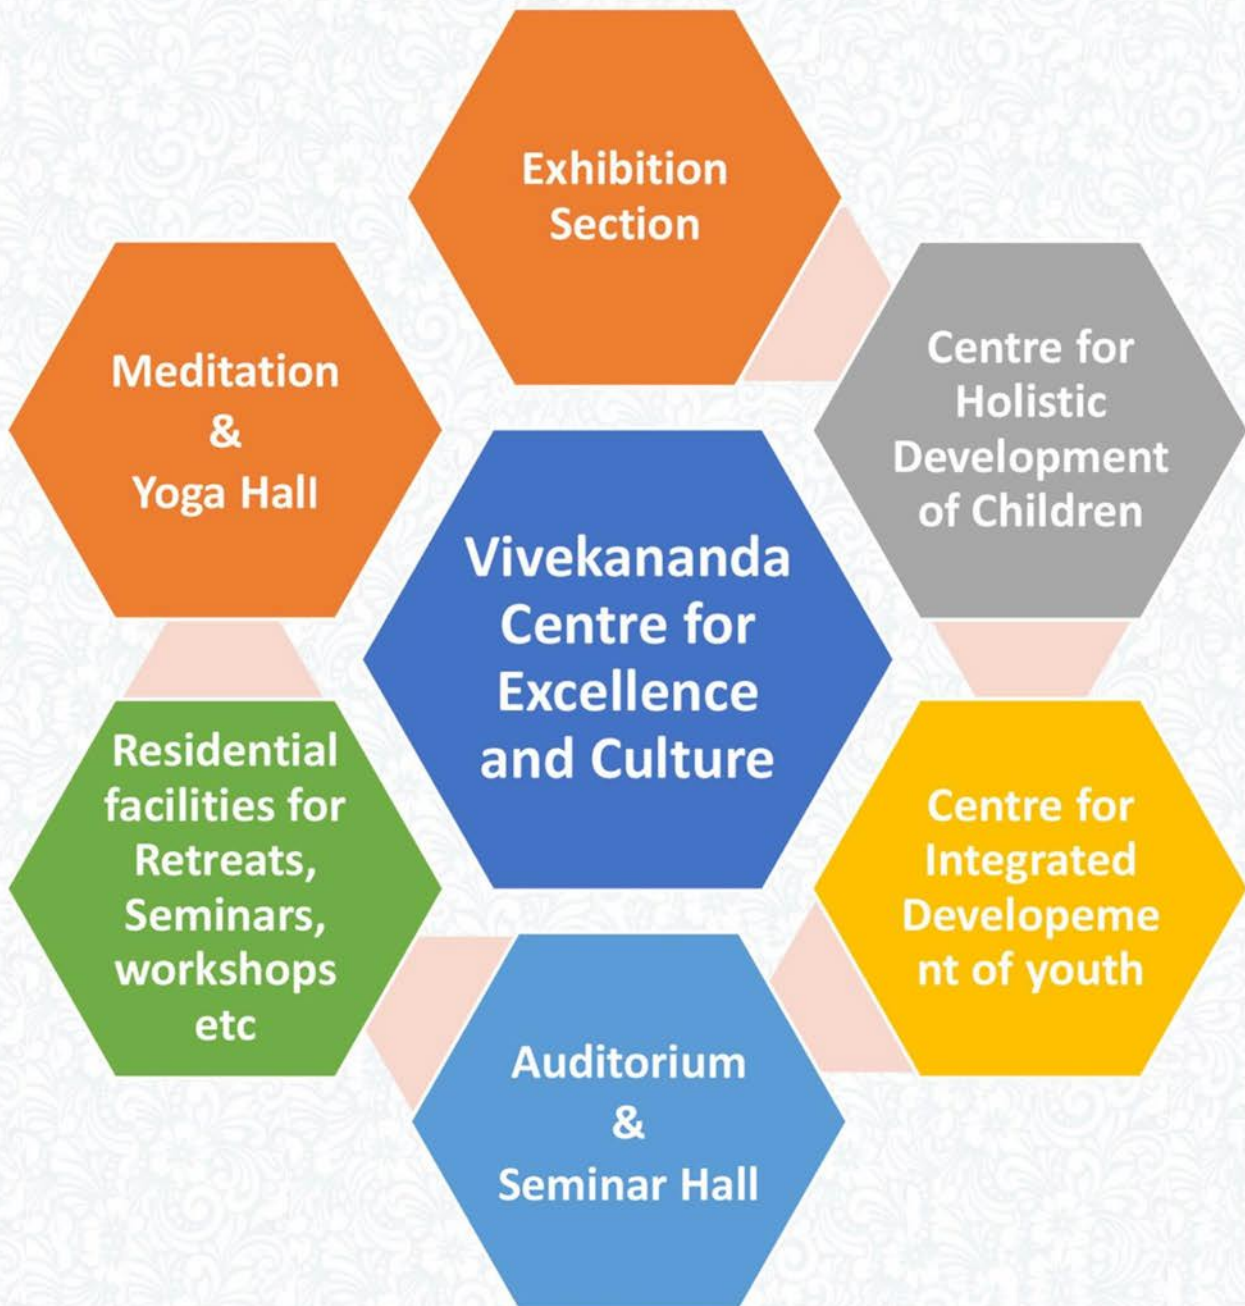 Exhibition
Section
Meditation
&
Yoga Hall
Centre for
Holistic
Development
of Children
Vivekananda
Centre for
Excellence
and Culture
Residential
facilities for
Retreats,
Seminars,
workshops
etc
Centre for
Integrated
Developeme
nt of youth
Auditorium
&
Seminar Hall